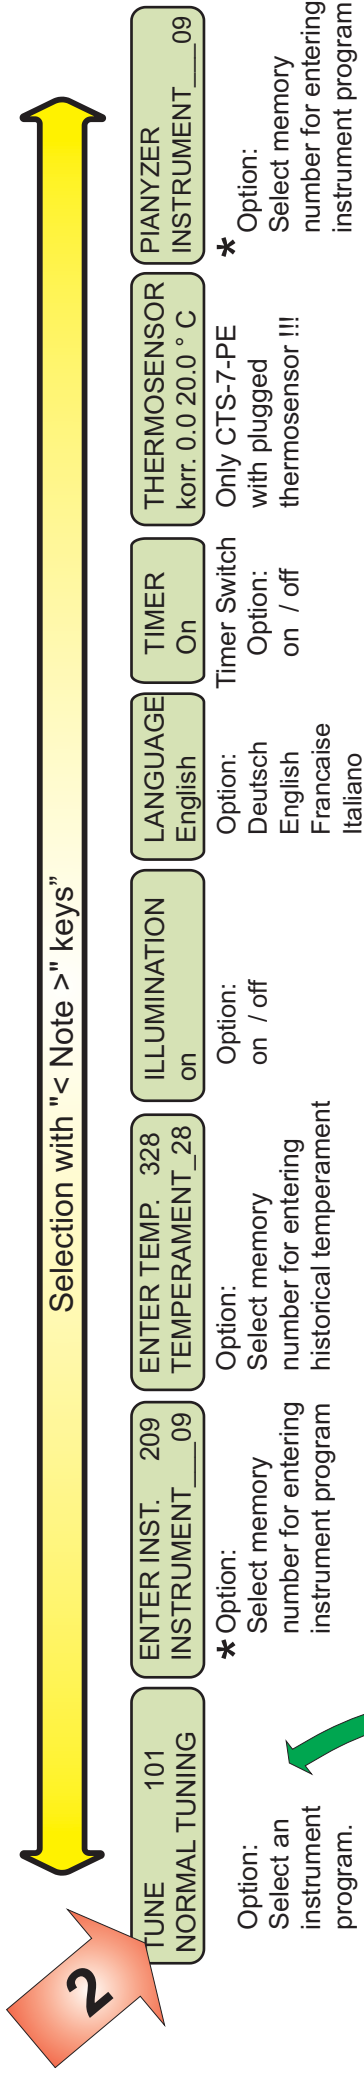 Selection with "< Note >" keys”
2
TUNE 101
NORMAL TUNING
Option:
Select an
instrument
program.
ENTER INST. 209
INSTRUMENT___09
* Option:
Select memory
number for entering
instrument program
ENTER TEMP. 328
TEMPERAMENT_28
Option:
Select memory
number for entering
historical temperament
ILLUMINATION
on
Option:
on / off
LANGUAGE
English
Option:
Deutsch
English
Francaise
Italiano
TIMER
On
Timer Switch
Option:
on / off
THERMOSENSOR
korr. 0.0 20.0 ° C
Only CTS-7-PE
with plugged
thermosensor !!!
PIANYZER
INSTRUMENT___09
* Option:
Select memory
number for entering
instrument program